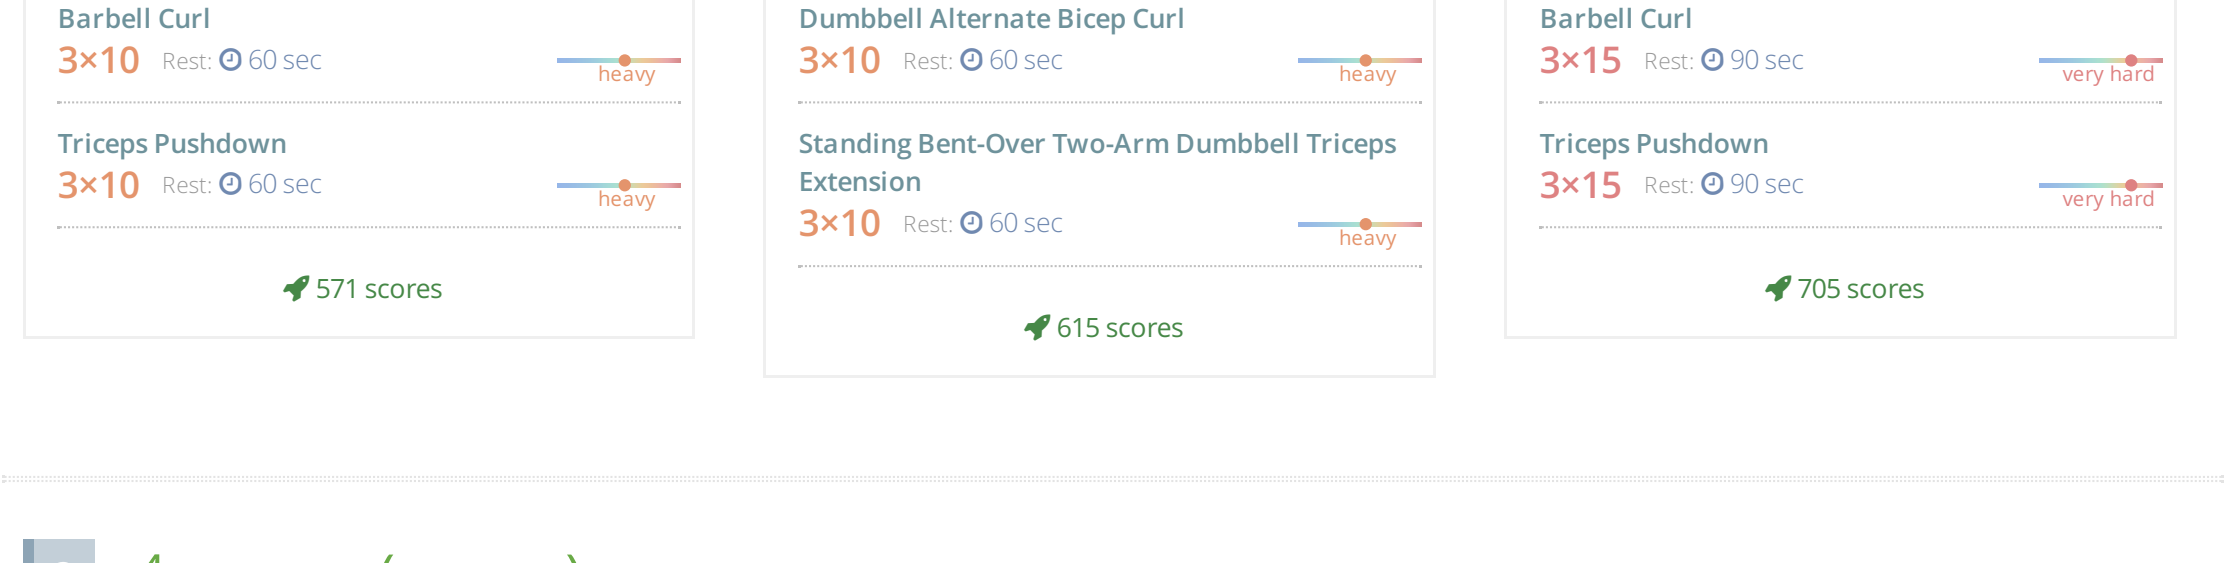 Barbell Curl
3×10 Rest: 60 sec
heavy
Triceps Pushdown
3×10 Rest: 60 sec
heavy
571 scores
Dumbbell Alternate Bicep Curl
3×10 Rest: 60 sec
heavy
Standing Bent-Over Two-Arm Dumbbell Triceps
Extension
3×10 Rest: 60 sec
heavy
615 scores
Barbell Curl
3×15 Rest: 90 sec
very hard
Triceps Pushdown
3×15 Rest: 90 sec
very hard
705 scores